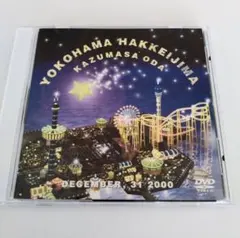 YOKOHAMA HAKKEIJIMA
KAZUMASA ODA
DECEMBER, 31 2000
DVD